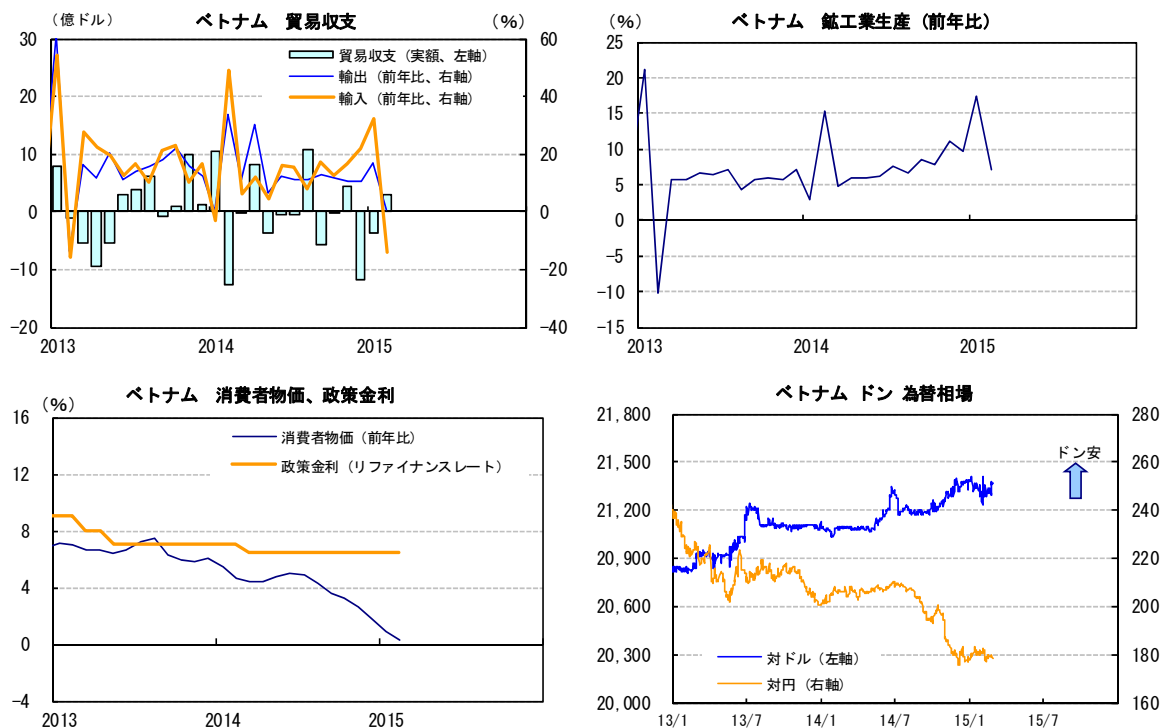 (億ドル) ベトナム 貿易収支 (%)
30 60
貿易収支(実額、左軸)
輸出(前年比、右軸)
20 40
輸入(前年比、右軸)
10 20
0 0
-10 -20
-20 -40
2013 2014 2015
(%) ベトナム 鉱工業生産(前年比)
25
20
15
10
5
0
-5
-10
-15
2013 2014 2015
ベトナム 消費者物価、政策金利
(%)
16
消費者物価(前年比)
政策金利(リファイナンスレート)
12
8
4
0
-4
2013 2014 2015
ベトナム ドン 為替相場
21,800 280
ドン安
21,500 260
21,200 240
20,900 220
20,600 200
20,300 180
対ドル(左軸)
対円(右軸)
20,000 160
13/1 13/7 14/1 14/7 15/1 15/7